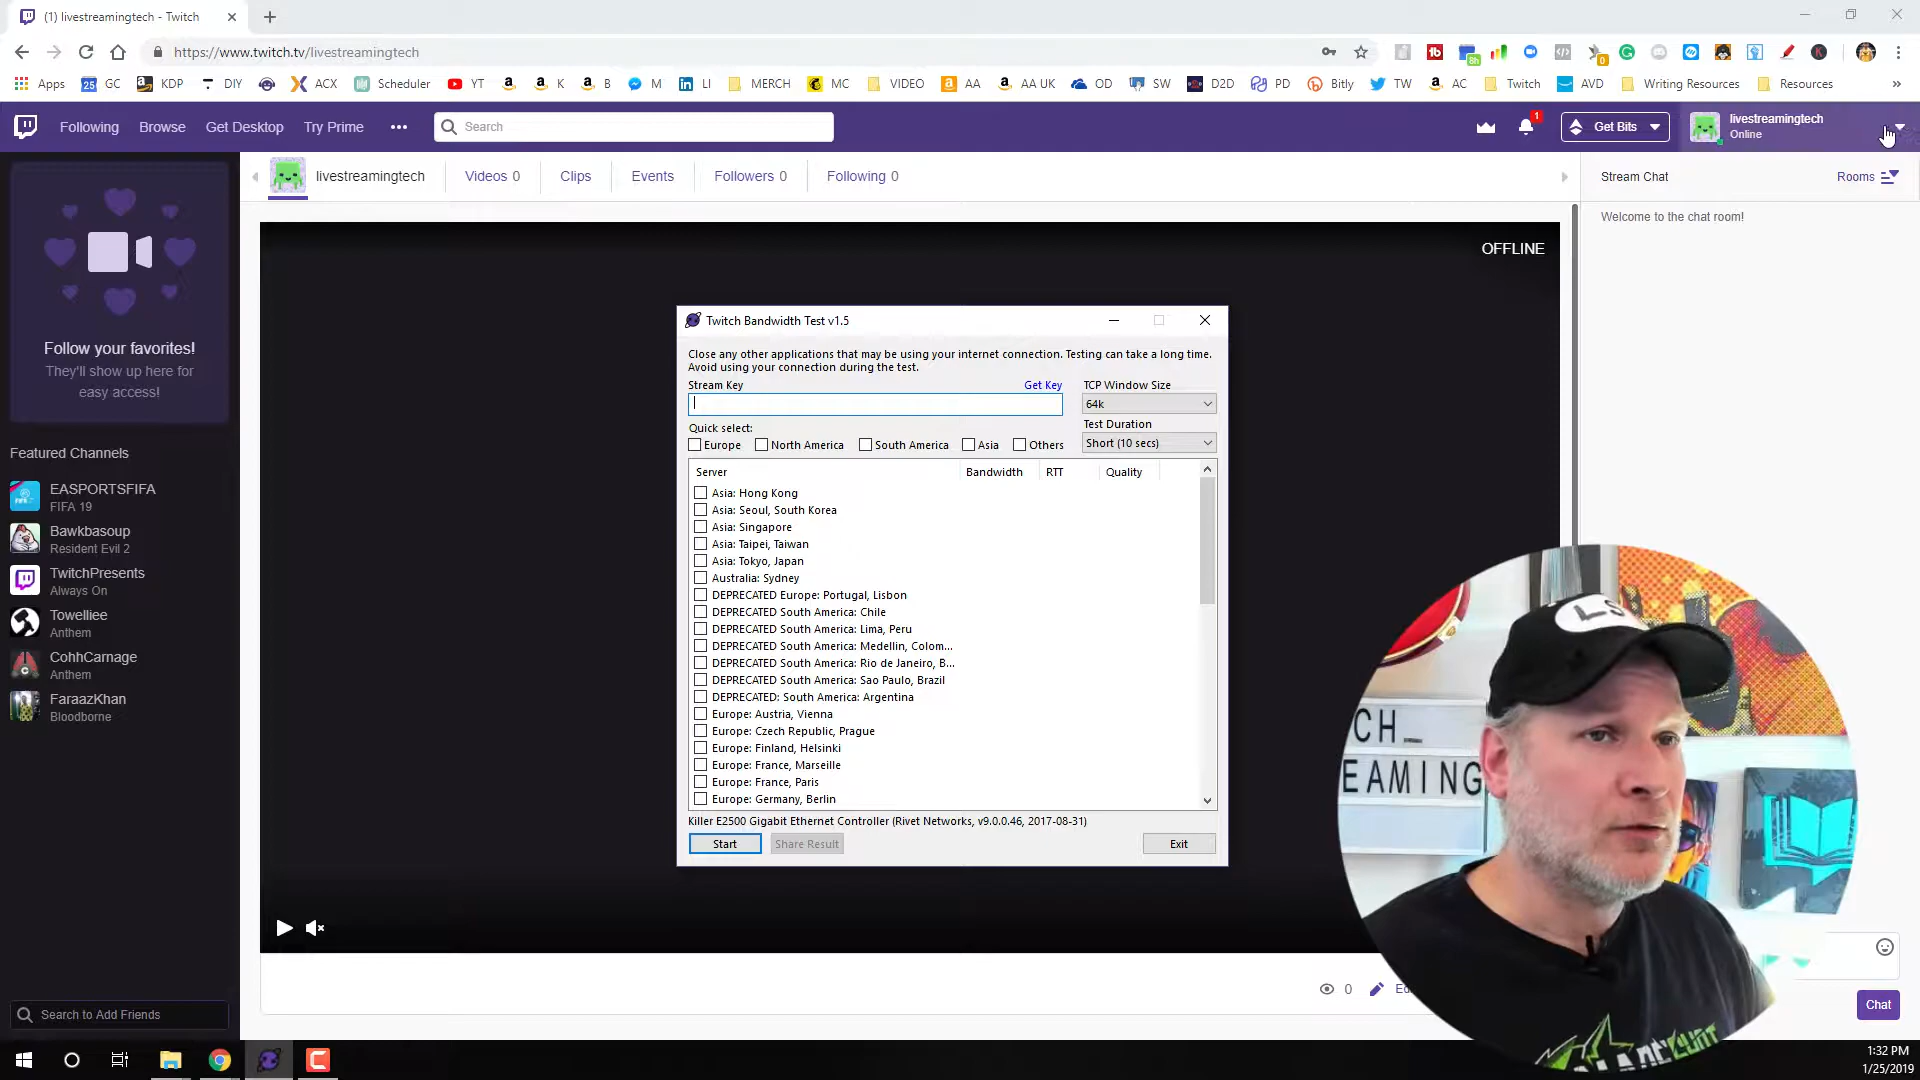 (1) livestreamingtech - Twitch
https://www.twitch.tv/livestreamingtech
Apps GC KDP DIY ACX Scheduler YT K B M LI MERCH MC VIDEO AA AA UK OD SW D2D PD Bitly TW AC Twitch AVD Writing Resources Resources »
Following Browse Get Desktop Try Prime ••• Search 1 Get Bits livestreamingtech
Online
livestreamingtech Videos 0 Clips Events Followers 0 Following 0 Stream Chat Rooms
Welcome to the chat room!
OFFLINE
Follow your favorites!
They'll show up here for
easy access!
Featured Channels
EASPORTSFIFA
FIFA 19
Bawkbasoup
Resident Evil 2
TwitchPresents
Always On
Towelliee
Anthem
CohhCarnage
Anthem
FaraazKhan
Bloodborne
Search to Add Friends
Twitch Bandwidth Test v1.5
Close any other applications that may be using your internet connection. Testing can take a long time.
Avoid using your connection during the test.
Stream Key Get Key TCP Window Size
64k
Quick select: Test Duration
Europe North America South America Asia Others Short (10 secs)
Server Bandwidth RTT Quality
Asia: Hong Kong
Asia: Seoul, South Korea
Asia: Singapore
Asia: Taipei, Taiwan
Asia: Tokyo, Japan
Australia: Sydney
DEPRECATED Europe: Portugal, Lisbon
DEPRECATED South America: Chile
DEPRECATED South America: Lima, Peru
DEPRECATED South America: Medellin, Colom...
DEPRECATED South America: Rio de Janeiro, B...
DEPRECATED South America: Sao Paulo, Brazil
DEPRECATED: South America: Argentina
Europe: Austria, Vienna
Europe: Czech Republic, Prague
Europe: Finland, Helsinki
Europe: France, Marseille
Europe: France, Paris
Europe: Germany, Berlin
Killer E2500 Gigabit Ethernet Controller (Rivet Networks, v9.0.0.46, 2017-08-31)
Start Share Result Exit
CH_
EAMING
LS
0
Chat
1:32 PM
1/25/2019